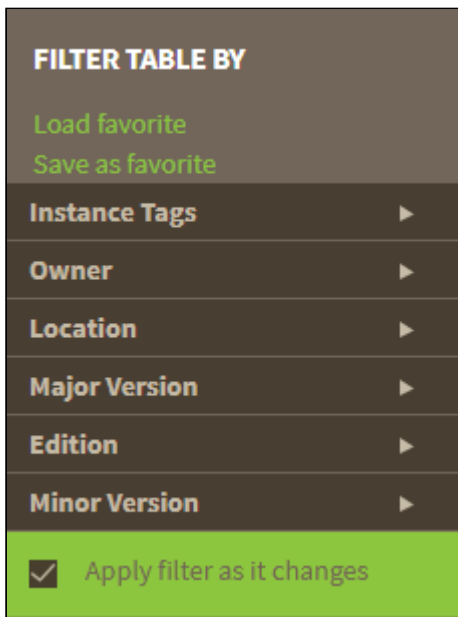 FILTER TABLE BY
Load favorite
Save as favorite
Instance Tags
Owner
Location
Major Version
Edition
Minor Version
Apply filter as it changes